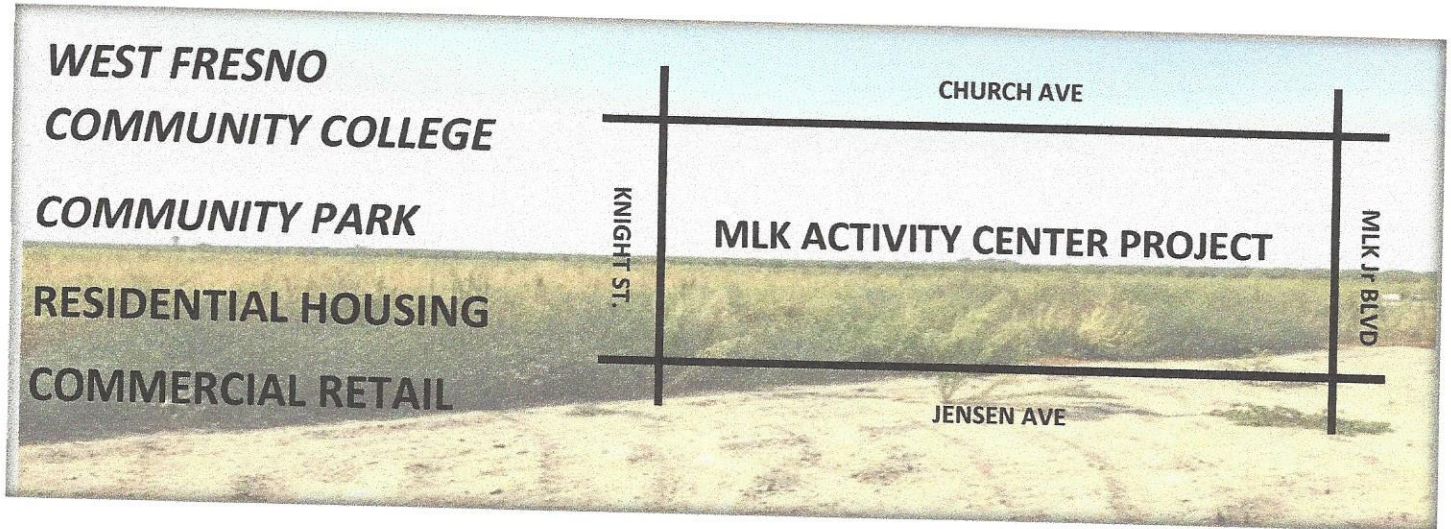 WEST FRESNO
COMMUNITY COLLEGE
COMMUNITY PARK
RESIDENTIAL HOUSING
COMMERCIAL RETAIL
CHURCH AVE
KNIGHT ST.
MLK ACTIVITY CENTER PROJECT
MLK Jr BLVD
JENSEN AVE